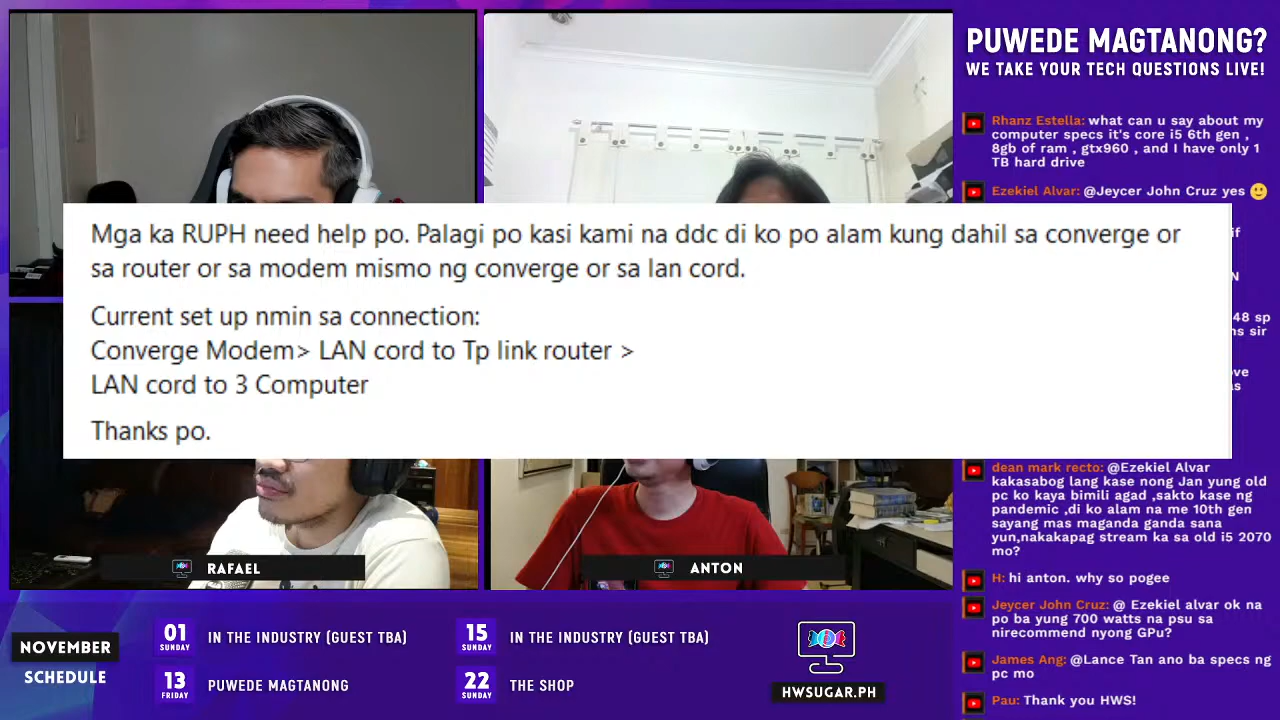 PUWEDE MAGTANONG?
WE TAKE YOUR TECH QUESTIONS LIVE!
Rhanz Estella: what can u say about my
computer specs it's core i5 6th gen ,
8gb of ram , gtx960 , and I have only 1
TB hard drive
Ezekiel Alvar: @Jeycer John Cruz yes 🙂
Mga ka RUPH need help po. Palagi po kasi kami na ddc di ko po alam kung dahil sa converge or
sa router or sa modem mismo ng converge or sa lan cord.
Current set up nmin sa connection:
Converge Modem> LAN cord to Tp link router >
LAN cord to 3 Computer
Thanks po.
if
48 sp
dean mark recto: @Ezekiel Alvar
kakasabog lang kase nong Jan yung old
pc ko kaya bimili agad ,sakto kase ng
pandemic ,di ko alam na me 10th gen
sayang mas maganda ganda sana
yun,nakakapag stream ka sa old i5 2070
mo?
H: hi anton. why so pogee
Jeycer John Cruz: @ Ezekiel alvar ok na
po ba yung 700 watts na psu sa
nirecommend nyong GPu?
James Ang: @Lance Tan ano ba specs ng
pc mo
Pau: Thank you HWS!
RAFAEL
ANTON
NOVEMBER
SCHEDULE
01
SUNDAY
IN THE INDUSTRY (GUEST TBA)
13
FRIDAY
PUWEDE MAGTANONG
15
SUNDAY
IN THE INDUSTRY (GUEST TBA)
22
SUNDAY
THE SHOP
HWSUGAR.PH